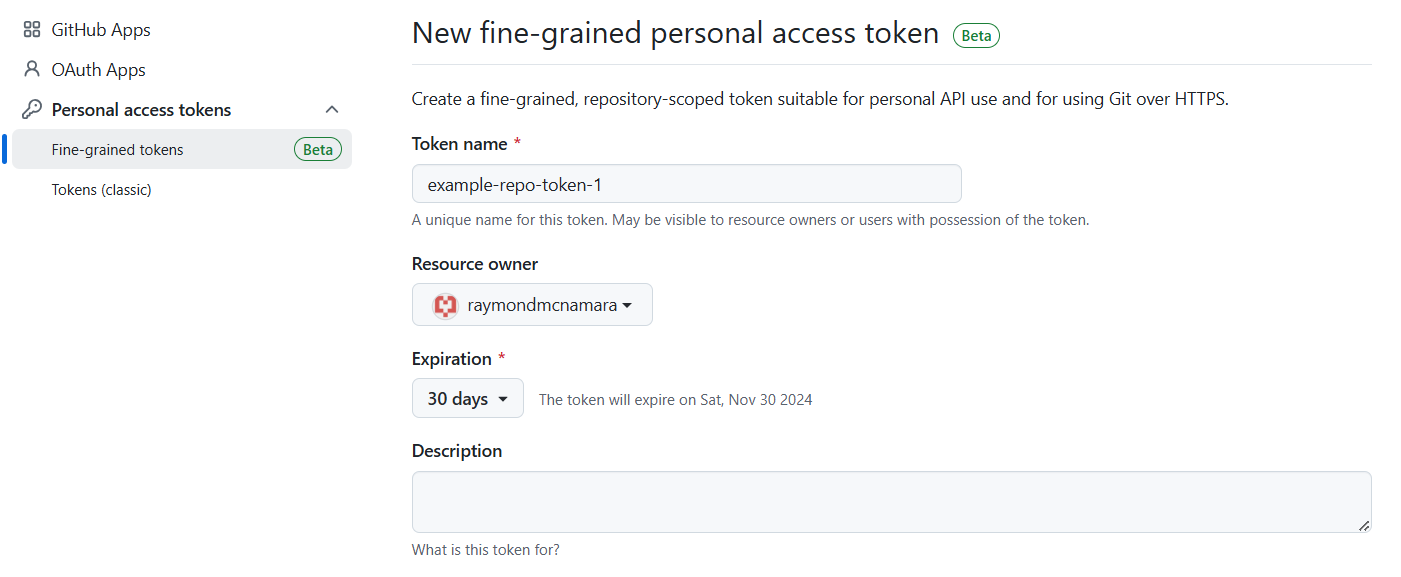 GitHub Apps
OAuth Apps
Personal access tokens
Fine-grained tokens Beta
Tokens (classic)
New fine-grained personal access token Beta
Create a fine-grained, repository-scoped token suitable for personal API use and for using Git over HTTPS.
Token name *
example-repo-token-1
A unique name for this token. May be visible to resource owners or users with possession of the token.
Resource owner
raymondmcnamara
Expiration *
30 days The token will expire on Sat, Nov 30 2024
Description
What is this token for?